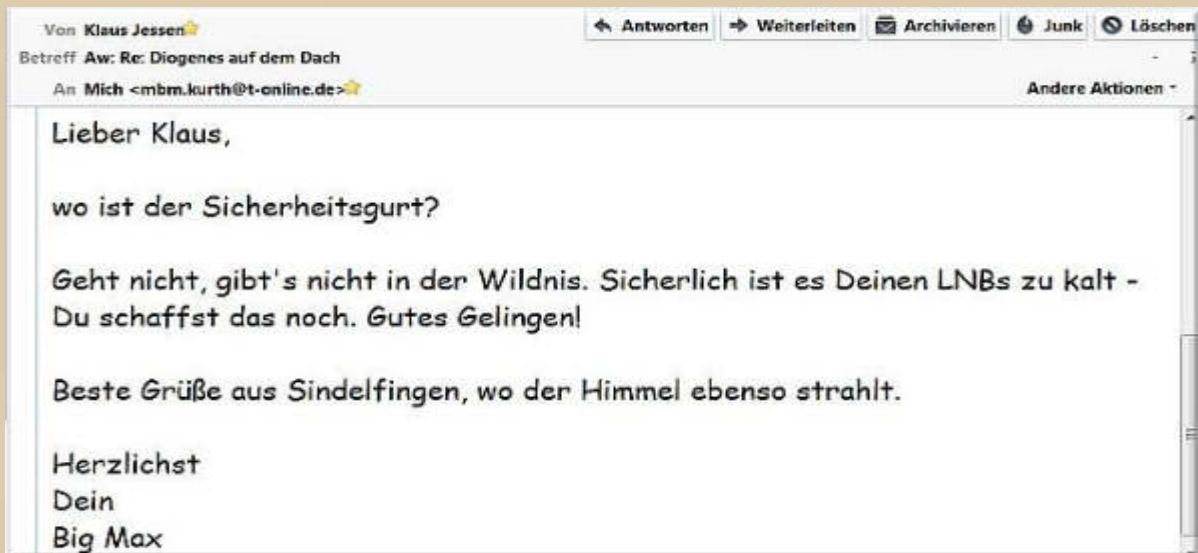 Von Klaus Jessen
Antworten Weiterleiten Archivieren Junk Löschen
Betreff Aw: Re: Diogenes auf dem Dach
An Mich <mbm.kurth@t-online.de>
Andere Aktionen
Lieber Klaus,
wo ist der Sicherheitsgurt?
Geht nicht, gibt's nicht in der Wildnis. Sicherlich ist es Deinen LNBs zu kalt -
Du schaffst das noch. Gutes Gelingen!
Beste Grüße aus Sindelfingen, wo der Himmel ebenso strahlt.
Herzlichst
Dein
Big Max